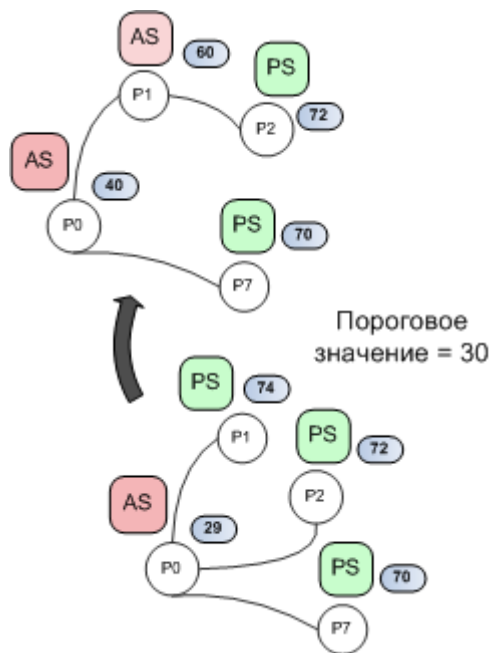 AS
60
PS
P1
P2
72
AS
40
PS
P0
70
P7
Пороговое
значение = 30
PS
74
PS
P1
72
AS
P2
29
PS
P0
70
P7